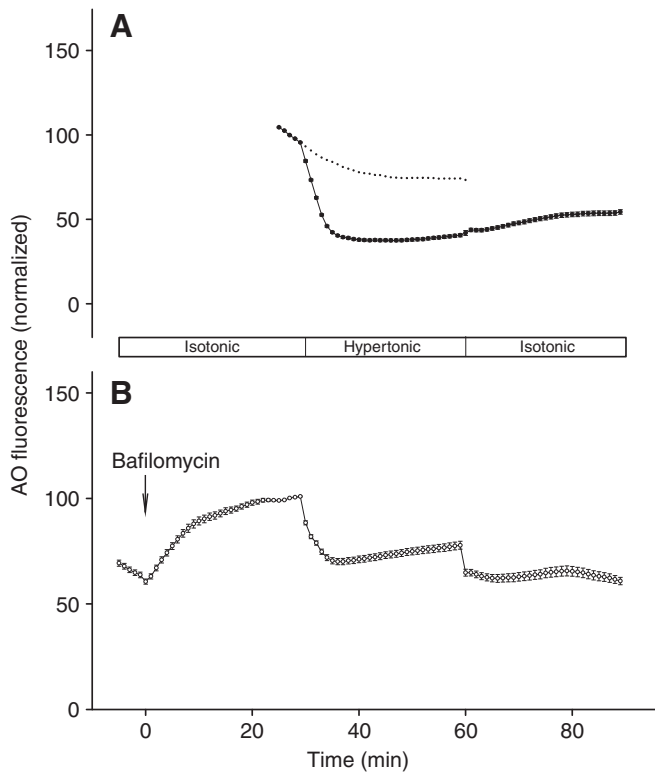 A
150
100
50
0
Isotonic Hypertonic Isotonic
AO fluorescence (normalized)
B
150
Bafilomycin
100
50
0
0 20 40 60 80
Time (min)